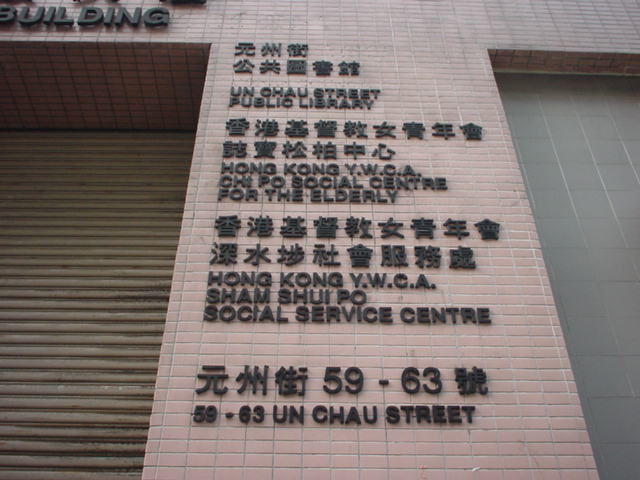 BUILDING
元州街
公共圖書館
UN CHAU STREET
PUBLIC LIBRARY
香港基督教女青年會
誌寶松柏中心
HONG KONG Y.W.C.A.
CHI PO SOCIAL CENTRE
FOR THE ELDERLY
香港基督教女青年會
深水埗社會服務處
HONG KONG Y.W.C.A.
SHAM SHUI PO
SOCIAL SERVICE CENTRE
元州街 59 - 63 號
59 - 63 UN CHAU STREET